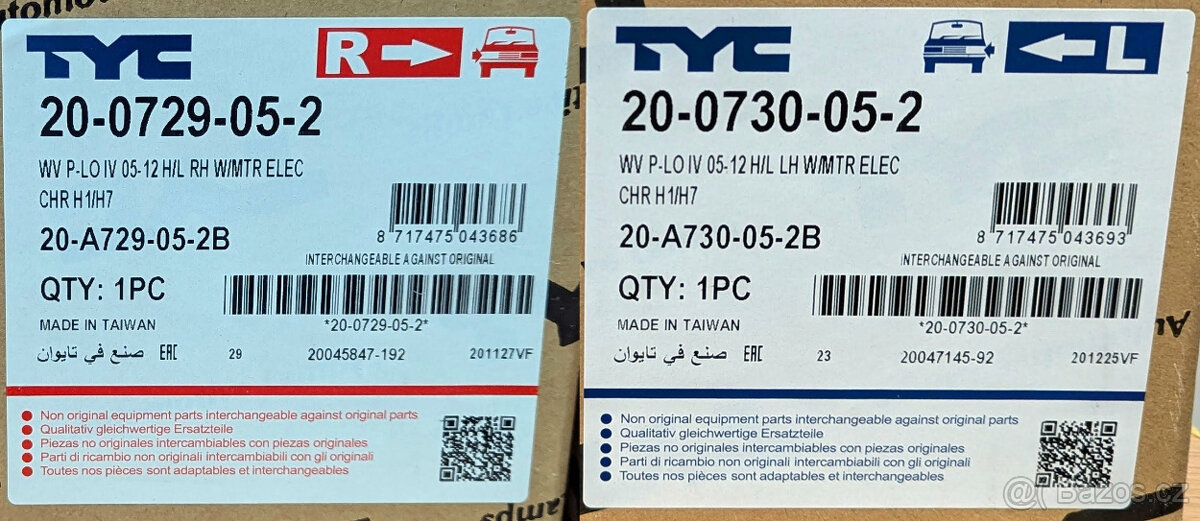 TYC
R
20-0729-05-2
WV P-LO IV 05-12 H/L RH W/MTR ELEC
CHR H1/H7
8 717475 043686
20-A729-05-2B
INTERCHANGEABLE AGAINST ORIGINAL
QTY: 1PC
MADE IN TAIWAN
*20-0729-05-2*
صنع في تايوان EAC 29 20045847-192 201127VF
Non original equipment parts interchangeable against original parts
Qualitativ gleichwertige Ersatzteile
Piezas no originales intercambiables con piezas originales
Parti di ricambio non originali intercambiabili con gli originali
Toutes nos pièces sont adaptables et interchangeables
TYC
L
20-0730-05-2
WV P-LO IV 05-12 H/L LH W/MTR ELEC
CHR H1/H7
8 717475 043693
20-A730-05-2B
INTERCHANGEABLE AGAINST ORIGINAL
QTY: 1PC
MADE IN TAIWAN
*20-0730-05-2*
صنع في تايوان EAC 23 20047145-92 201225VF
Non original equipment parts interchangeable against original parts
Qualitativ gleichwertige Ersatzteile
Piezas no originales intercambiables con piezas originales
Parti di ricambio non originali intercambiabili con gli originali
Toutes nos pièces sont adaptables et interchangeables
@ Bazos.cz